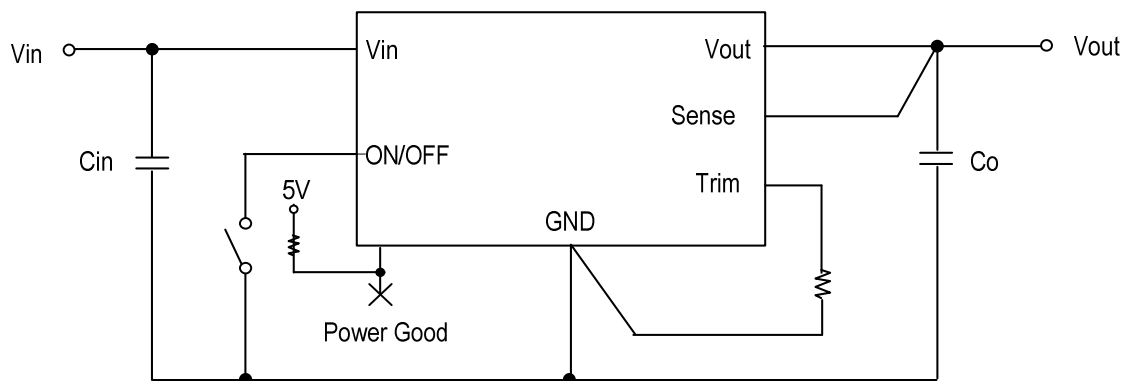 Vin
Vin
Vout
Vout
Sense
Cin
ON/OFF
Co
5V
Trim
GND
Power Good